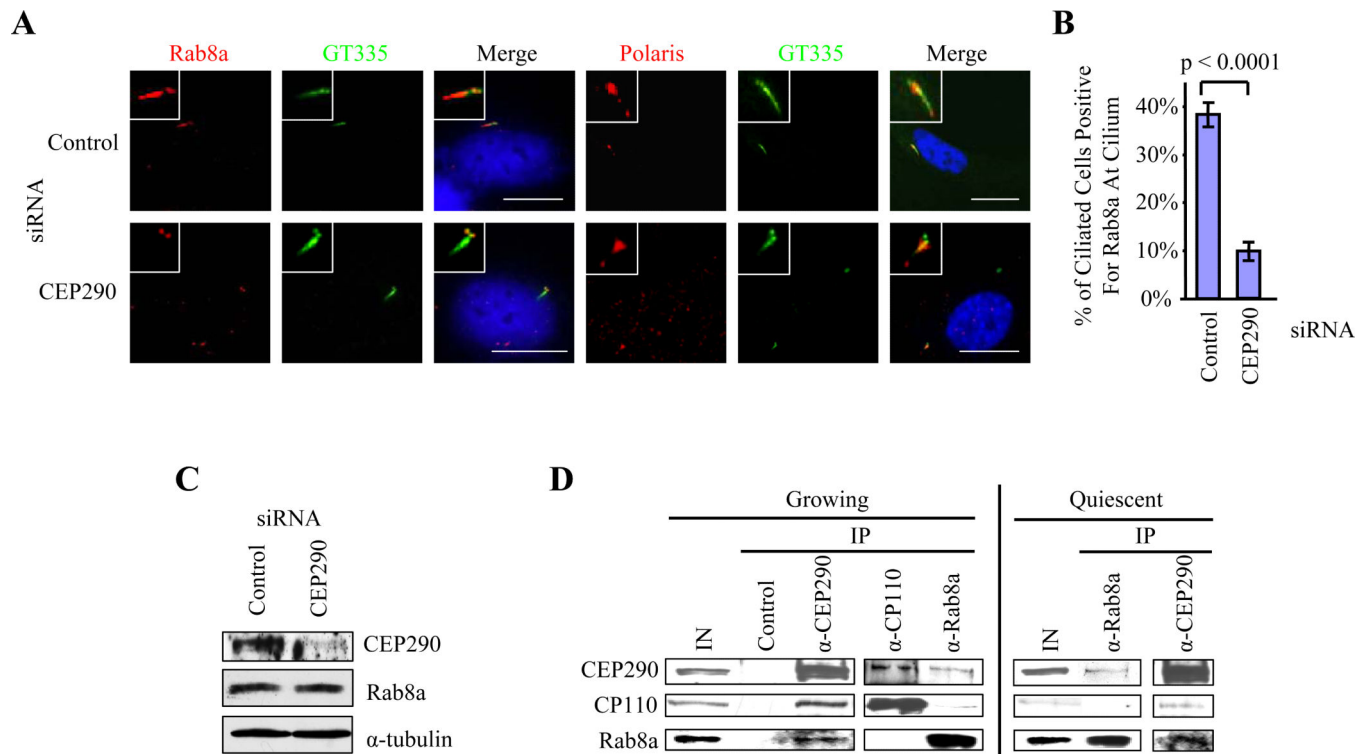 A
Rab8a GT335 Merge Polaris GT335 Merge
siRNA
Control
CEP290
B
p < 0.0001
% of Ciliated Cells Positive
For Rab8a At Cilium
40%
30%
20%
10%
0%
Control CEP290 siRNA
C
siRNA
Control CEP290
CEP290
Rab8a
α-tubulin
D
Growing Quiescent
IP IP
IN Control α-CEP290 α-CP110 α-Rab8a IN α-Rab8a α-CEP290
CEP290
CP110
Rab8a